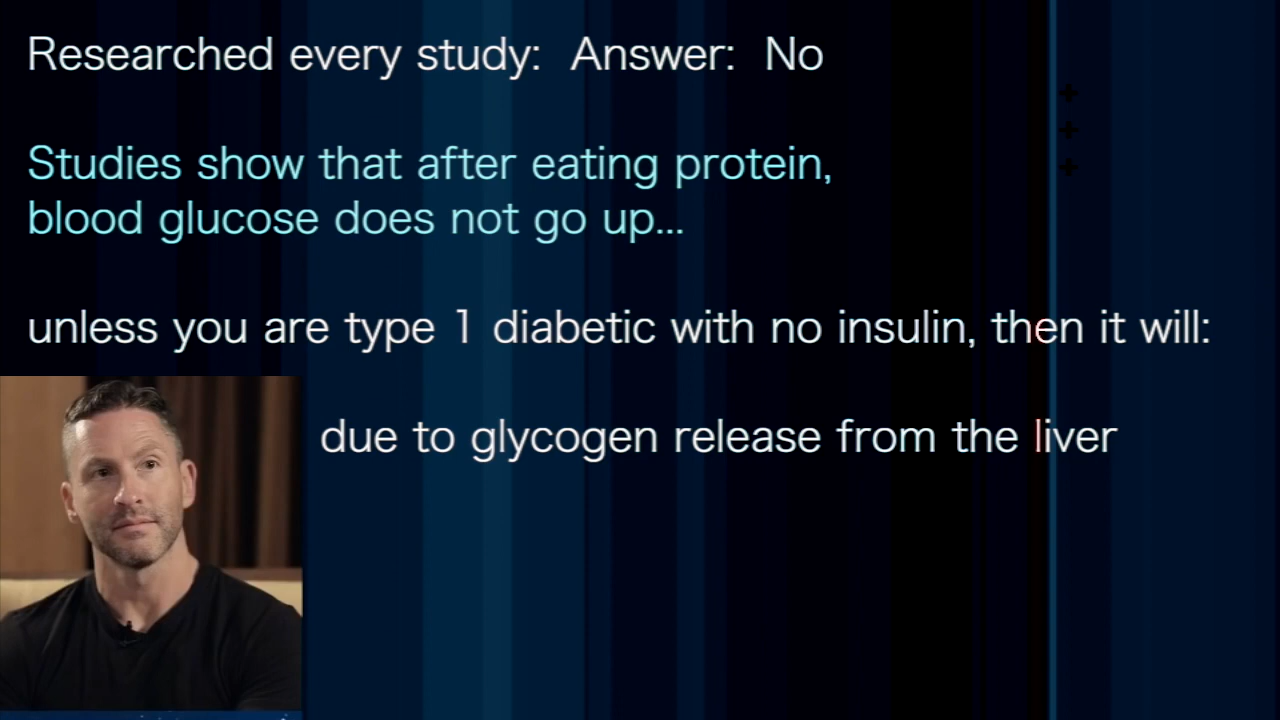 Researched every study: Answer: No
Studies show that after eating protein,
blood glucose does not go up...
unless you are type 1 diabetic with no insulin, then it will:
due to glycogen release from the liver